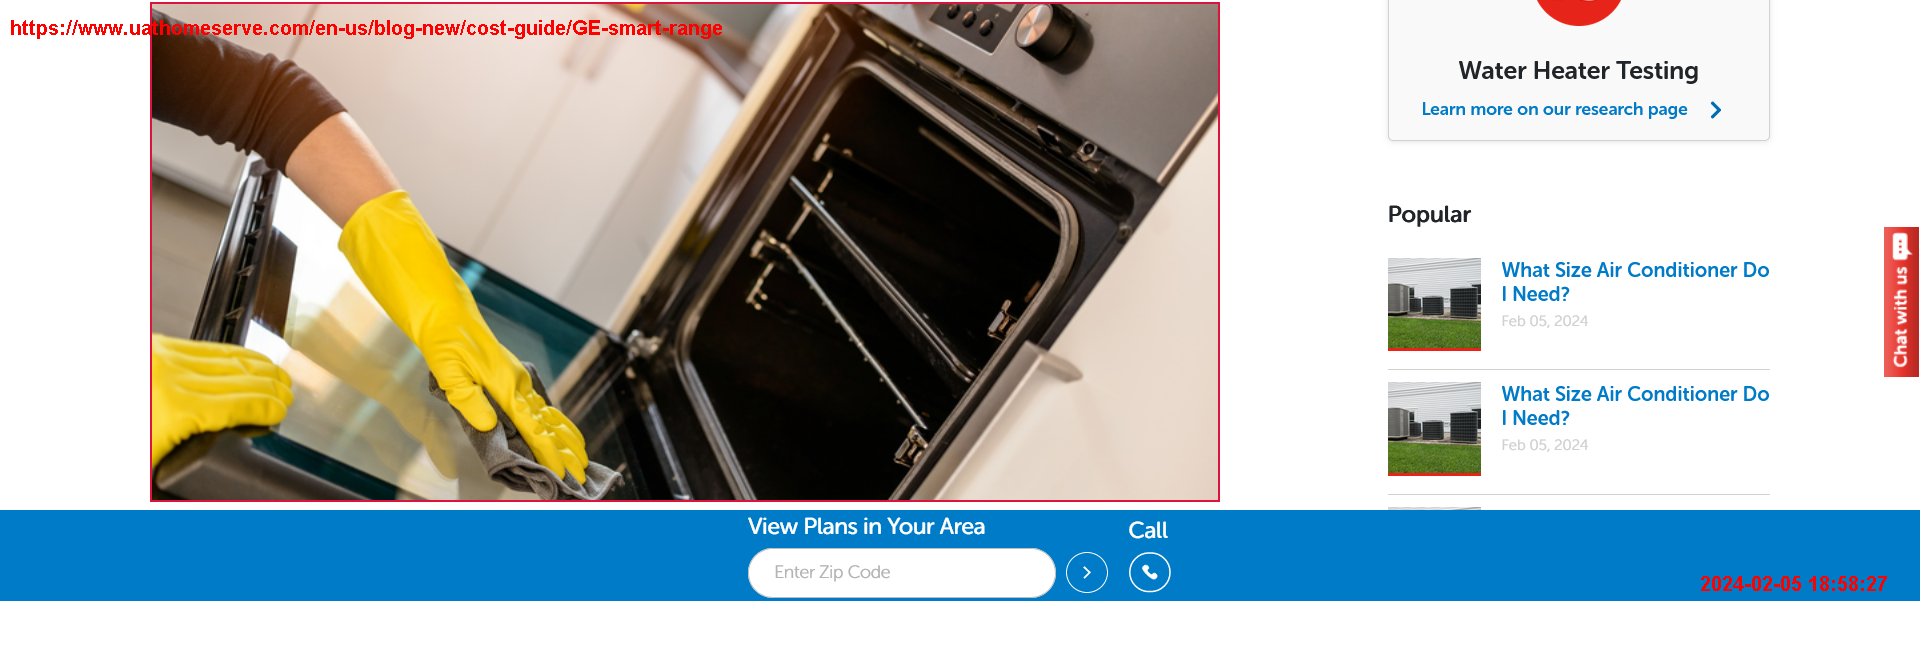 https://www.uathomeserve.com/en-us/blog-new/cost-guide/GE-smart-range
Water Heater Testing
Learn more on our research page
Popular
What Size Air Conditioner Do
I Need?
Feb 05, 2024
What Size Air Conditioner Do
I Need?
Feb 05, 2024
Chat with us
View Plans in Your Area
Call
Enter Zip Code
2024-02-05 18:58:27